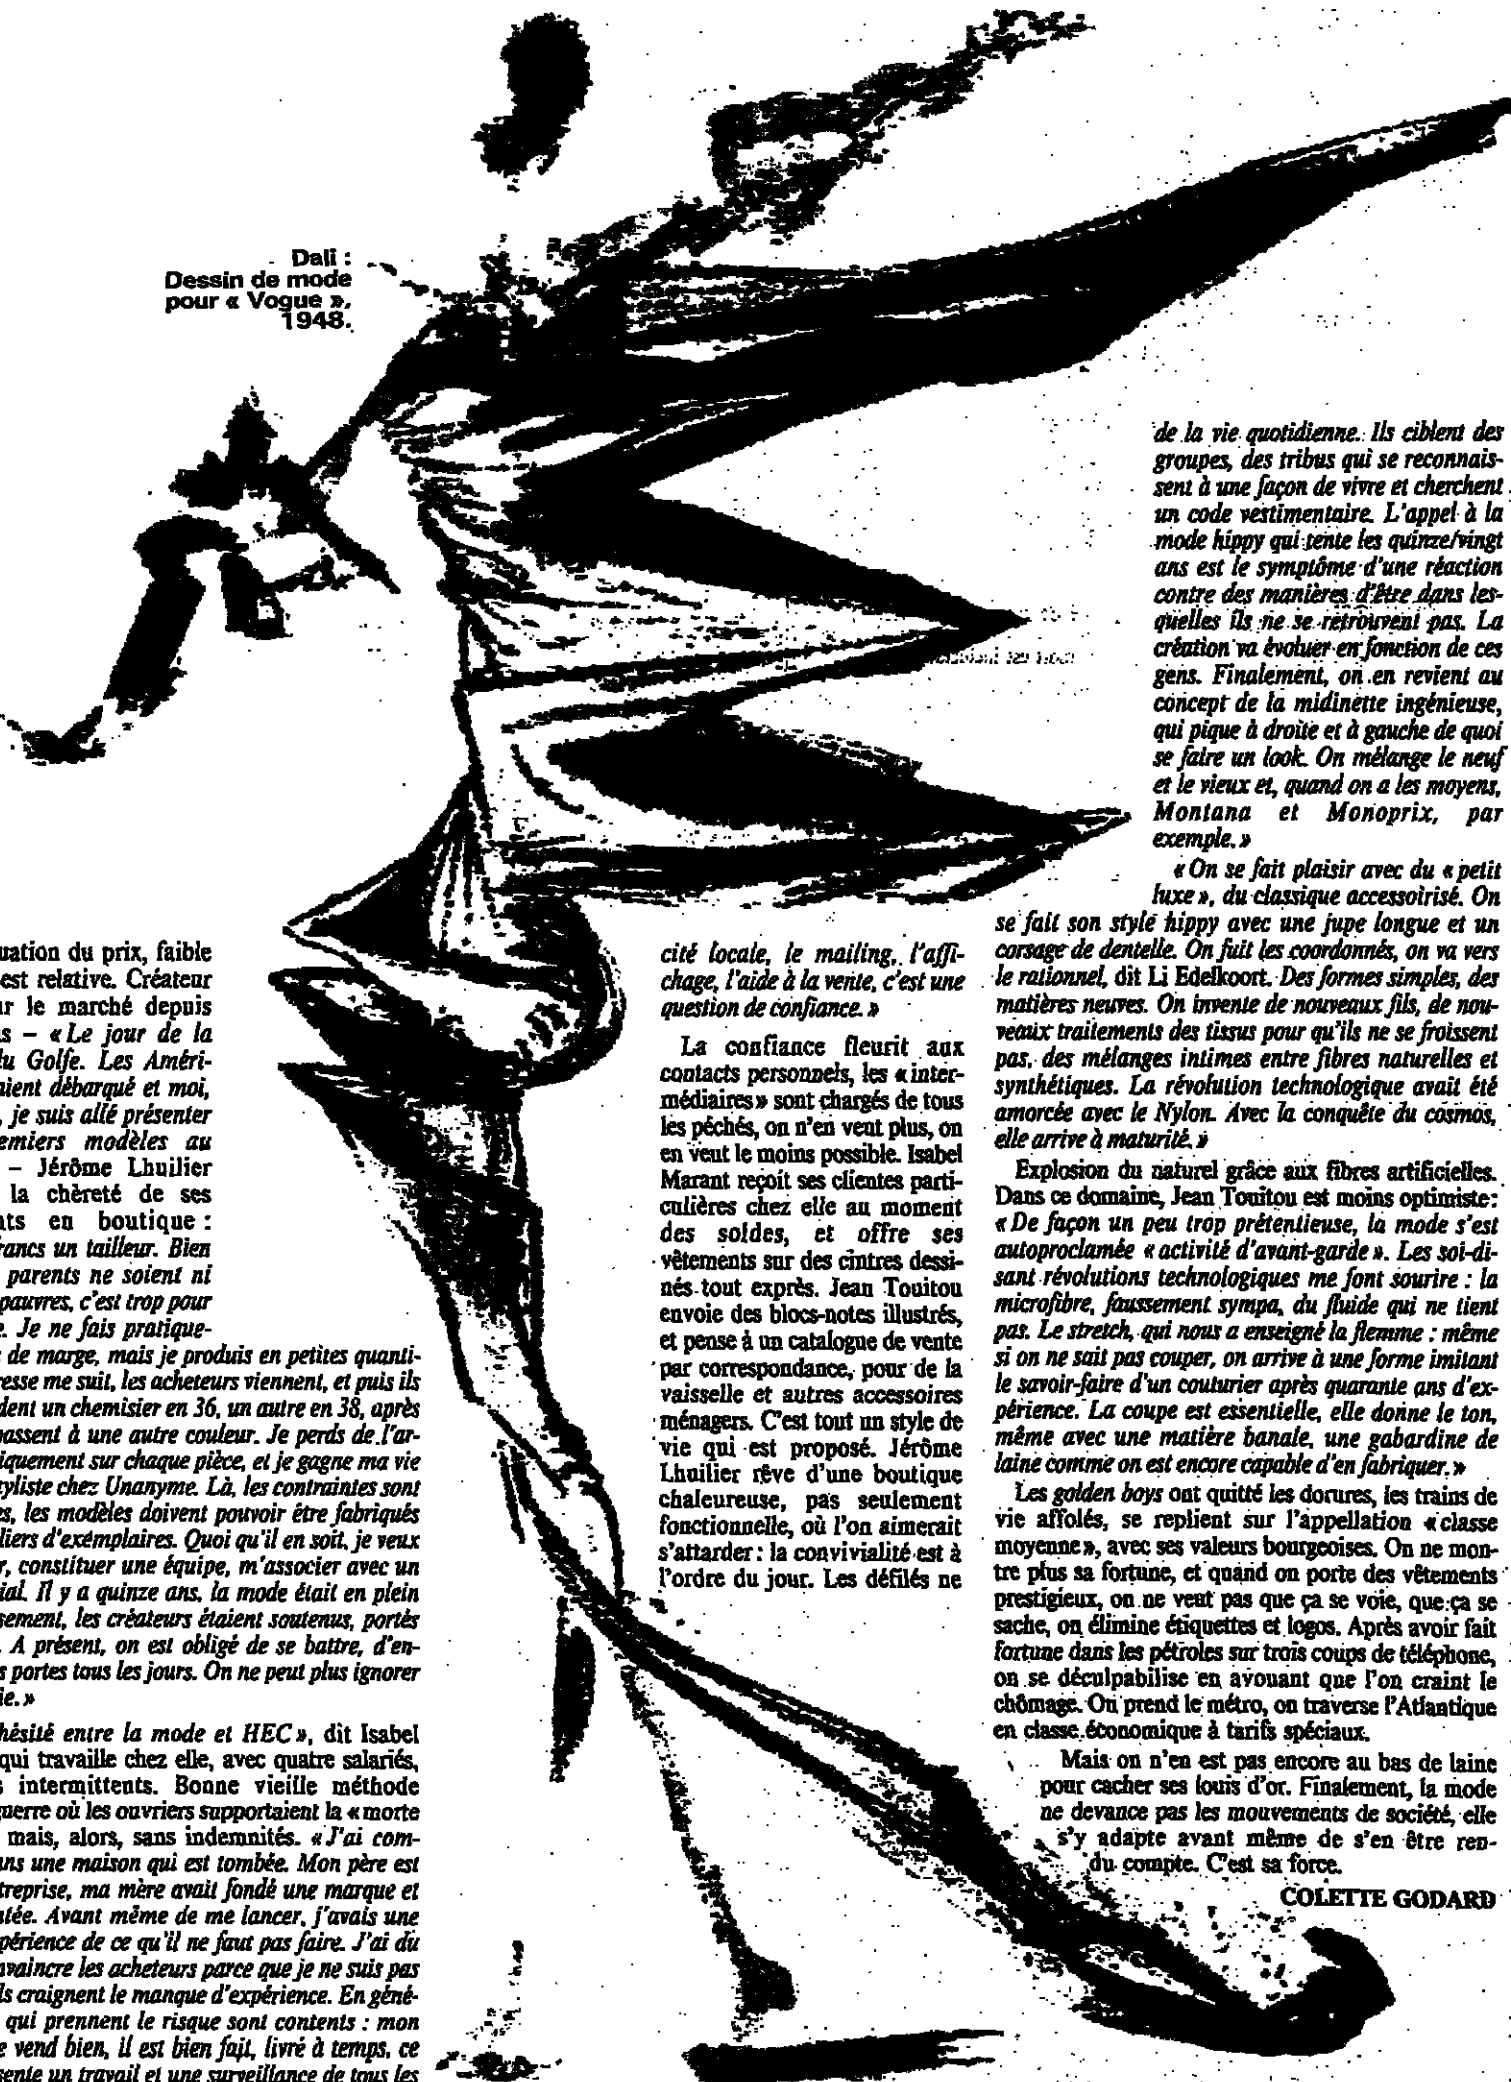 Dali :
Dessin de mode
pour « Vogue »,
1948.
uation du prix, faible
est relative. Créateur
ur le marché depuis
s – « Le jour de la
du Golfe. Les Améri-
aient débarqué et moi,
, je suis allé présenter
emiers modèles au
– Jérôme Lhuilier
la chèreté de ses
nts en boutique :
francs un tailleur. Bien
parents ne soient ni
pauvres, c'est trop pour
e. Je ne fais pratique-
de marge, mais je produis en petites quanti-
resse me suit, les acheteurs viennent, et puis ils
dent un chemisier en 36, un autre en 38, après
passent à une autre couleur. Je perds de l'ar-
iquement sur chaque pièce, et je gagne ma vie
tyliste chez Unanyme. Là, les contraintes sont
es, les modèles doivent pouvoir être fabriqués
liers d'exemplaires. Quoi qu'il en soit, je veux
r, constituer une équipe, m'associer avec un
ial. Il y a quinze ans, la mode était en plein
sement, les créateurs étaient soutenus, portés
. A présent, on est obligé de se battre, d'en-
s portes tous les jours. On ne peut plus ignorer
ie. »
hésité entre la mode et HEC », dit Isabel
qui travaille chez elle, avec quatre salariés,
s intermittents. Bonne vieille méthode
guerre où les ouvriers supportaient la « morte
mais, alors, sans indemnités. « J'ai com-
ans une maison qui est tombée. Mon père est
treprise, ma mère avait fondé une marque et
ntée. Avant même de me lancer, j'avais une
périence de ce qu'il ne faut pas faire. J'ai dû
nvaincre les acheteurs parce que je ne suis pas
ls craignent le manque d'expérience. En géné-
qui prennent le risque sont contents : mon
e vend bien, il est bien fait, livré à temps, ce
sente un travail et une surveillance de tous les
cité locale, le mailing, l'affi-
chage, l'aide à la vente, c'est une
question de confiance. »
La confiance fleurit aux
contacts personnels, les « inter-
médiaires » sont chargés de tous
les péchés, on n'en veut plus, on
en veut le moins possible. Isabel
Marant reçoit ses clientes parti-
culières chez elle au moment
des soldes, et offre ses
vêtements sur des cintres dessi-
nés tout exprès. Jean Touitou
envoie des blocs-notes illustrés,
et pense à un catalogue de vente
par correspondance, pour de la
vaisselle et autres accessoires
ménagers. C'est tout un style de
vie qui est proposé. Jérôme
Lhuilier rêve d'une boutique
chaleureuse, pas seulement
fonctionnelle, où l'on aimerait
s'attarder : la convivialité est à
l'ordre du jour. Les défilés ne
de la vie quotidienne. Ils ciblent des
groupes, des tribus qui se reconnais-
sent à une façon de vivre et cherchent
un code vestimentaire. L'appel à la
mode hippy qui tente les quinze/vingt
ans est le symptôme d'une réaction
contre des manières d'être dans les-
quelles ils ne se retrouvent pas. La
création va évoluer en fonction de ces
gens. Finalement, on en revient au
concept de la midinette ingénieuse,
qui pique à droite et à gauche de quoi
se faire un look. On mélange le neuf
et le vieux et, quand on a les moyens,
Montana et Monoprix, par
exemple. »
« On se fait plaisir avec du « petit
luxe », du classique accessoirisé. On
se fait son style hippy avec une jupe longue et un
corsage de dentelle. On fuit les coordonnés, on va vers
le rationnel, dit Li Edelkoort. Des formes simples, des
matières neuves. On invente de nouveaux fils, de nou-
veaux traitements des tissus pour qu'ils ne se froissent
pas, des mélanges intimes entre fibres naturelles et
synthétiques. La révolution technologique avait été
amorcée avec le Nylon. Avec la conquête du cosmos,
elle arrive à maturité. »
Explosion du naturel grâce aux fibres artificielles.
Dans ce domaine, Jean Touitou est moins optimiste :
« De façon un peu trop prétentieuse, la mode s'est
autoproclamée « activité d'avant-garde ». Les soi-di-
sant révolutions technologiques me font sourire : la
microfibre, faussement sympa, du fluide qui ne tient
pas. Le stretch, qui nous a enseigné la flemme : même
si on ne sait pas couper, on arrive à une forme imitant
le savoir-faire d'un couturier après quarante ans d'ex-
périence. La coupe est essentielle, elle donne le ton,
même avec une matière banale, une gabardine de
laine comme on est encore capable d'en fabriquer. »
Les golden boys ont quitté les dorures, les trains de
vie affolés, se replient sur l'appellation « classe
moyenne », avec ses valeurs bourgeoises. On ne mon-
tre plus sa fortune, et quand on porte des vêtements
prestigieux, on ne veut pas que ça se voie, que ça se
sache, on élimine étiquettes et logos. Après avoir fait
fortune dans les pétroles sur trois coups de téléphone,
on se déculpabilise en avouant que l'on craint le
chômage. On prend le métro, on traverse l'Atlantique
en classe économique à tarifs spéciaux.
Mais on n'en est pas encore au bas de laine
pour cacher ses louis d'or. Finalement, la mode
ne devance pas les mouvements de société, elle
s'y adapte avant même de s'en être ren-
du compte. C'est sa force.
COLETTE GODARD